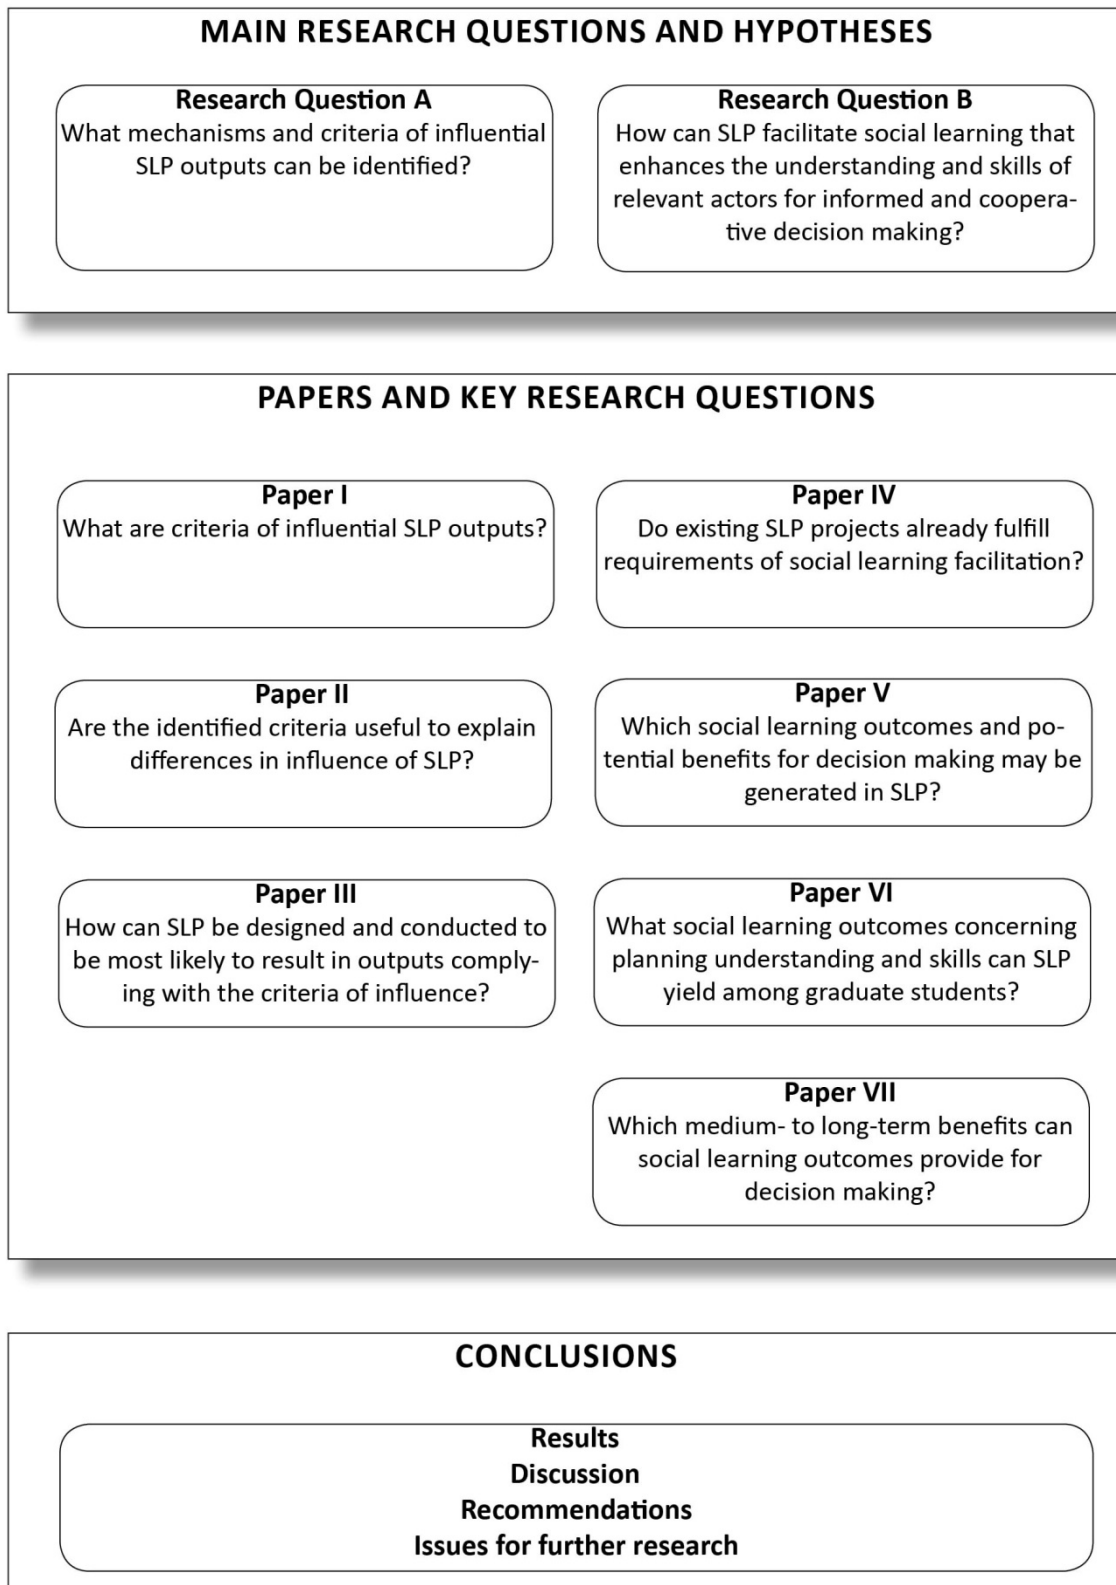 MAIN RESEARCH QUESTIONS AND HYPOTHESES
Research Question A
What mechanisms and criteria of influential
SLP outputs can be identified?
Research Question B
How can SLP facilitate social learning that
enhances the understanding and skills of
relevant actors for informed and coopera-
tive decision making?
PAPERS AND KEY RESEARCH QUESTIONS
Paper I
What are criteria of influential SLP outputs?
Paper II
Are the identified criteria useful to explain
differences in influence of SLP?
Paper III
How can SLP be designed and conducted to
be most likely to result in outputs comply-
ing with the criteria of influence?
Paper IV
Do existing SLP projects already fulfill
requirements of social learning facilitation?
Paper V
Which social learning outcomes and po-
tential benefits for decision making may be
generated in SLP?
Paper VI
What social learning outcomes concerning
planning understanding and skills can SLP
yield among graduate students?
Paper VII
Which medium- to long-term benefits can
social learning outcomes provide for
decision making?
CONCLUSIONS
Results
Discussion
Recommendations
Issues for further research